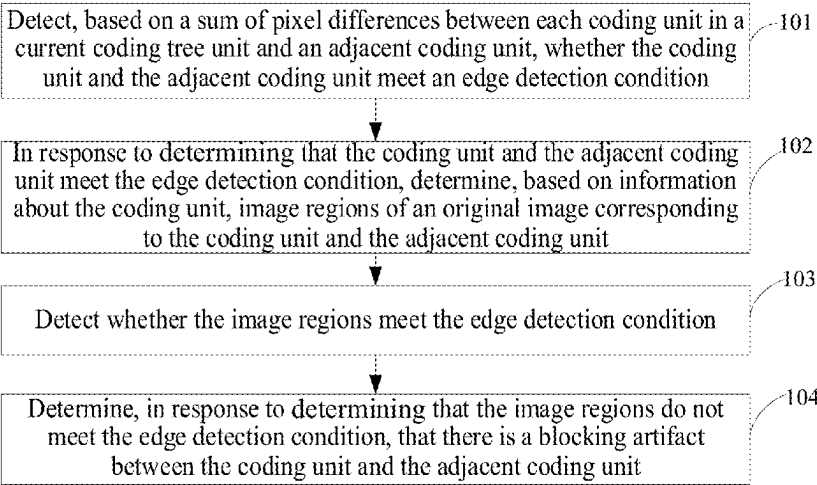 Detect, based on a sum of pixel differences between each coding unit in a
current coding tree unit and an adjacent coding unit, whether the coding
unit and the adjacent coding unit meet an edge detection condition
101
In response to determining that the coding unit and the adjacent coding
unit meet the edge detection condition, determine, based on information
about the coding unit, image regions of an original image corresponding
to the coding unit and the adjacent coding unit
102
Detect whether the image regions meet the edge detection condition
103
Determine, in response to determining that the image regions do not
meet the edge detection condition, that there is a blocking artifact
between the coding unit and the adjacent coding unit
104